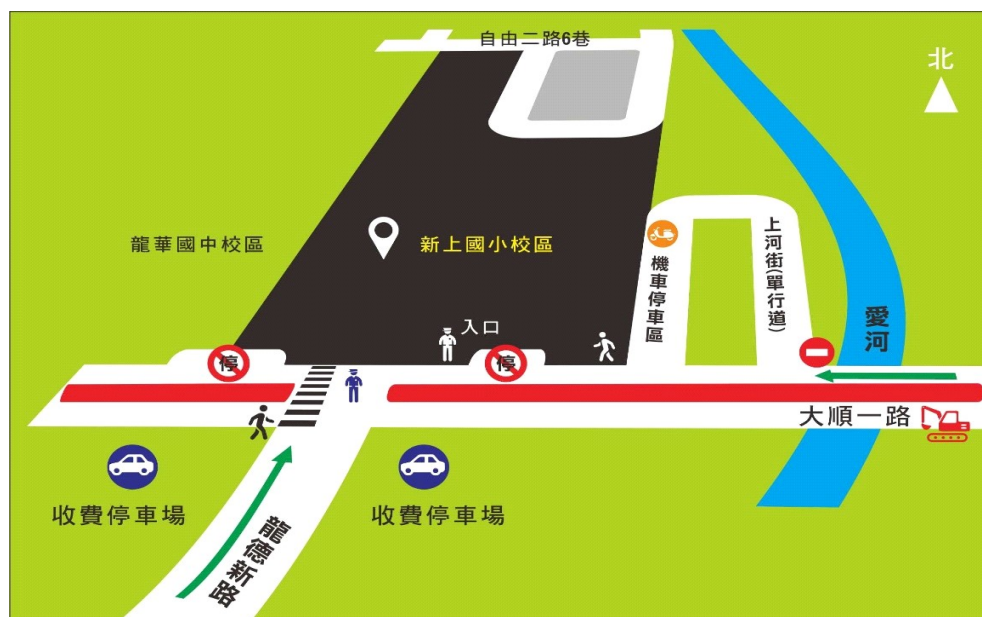 自由二路6巷
北
龍華國中校區
新上國小校區
機車停車區
上河街(單行道)
愛河
入口
停
停
大順一路
收費停車場
收費停車場
龍德新路